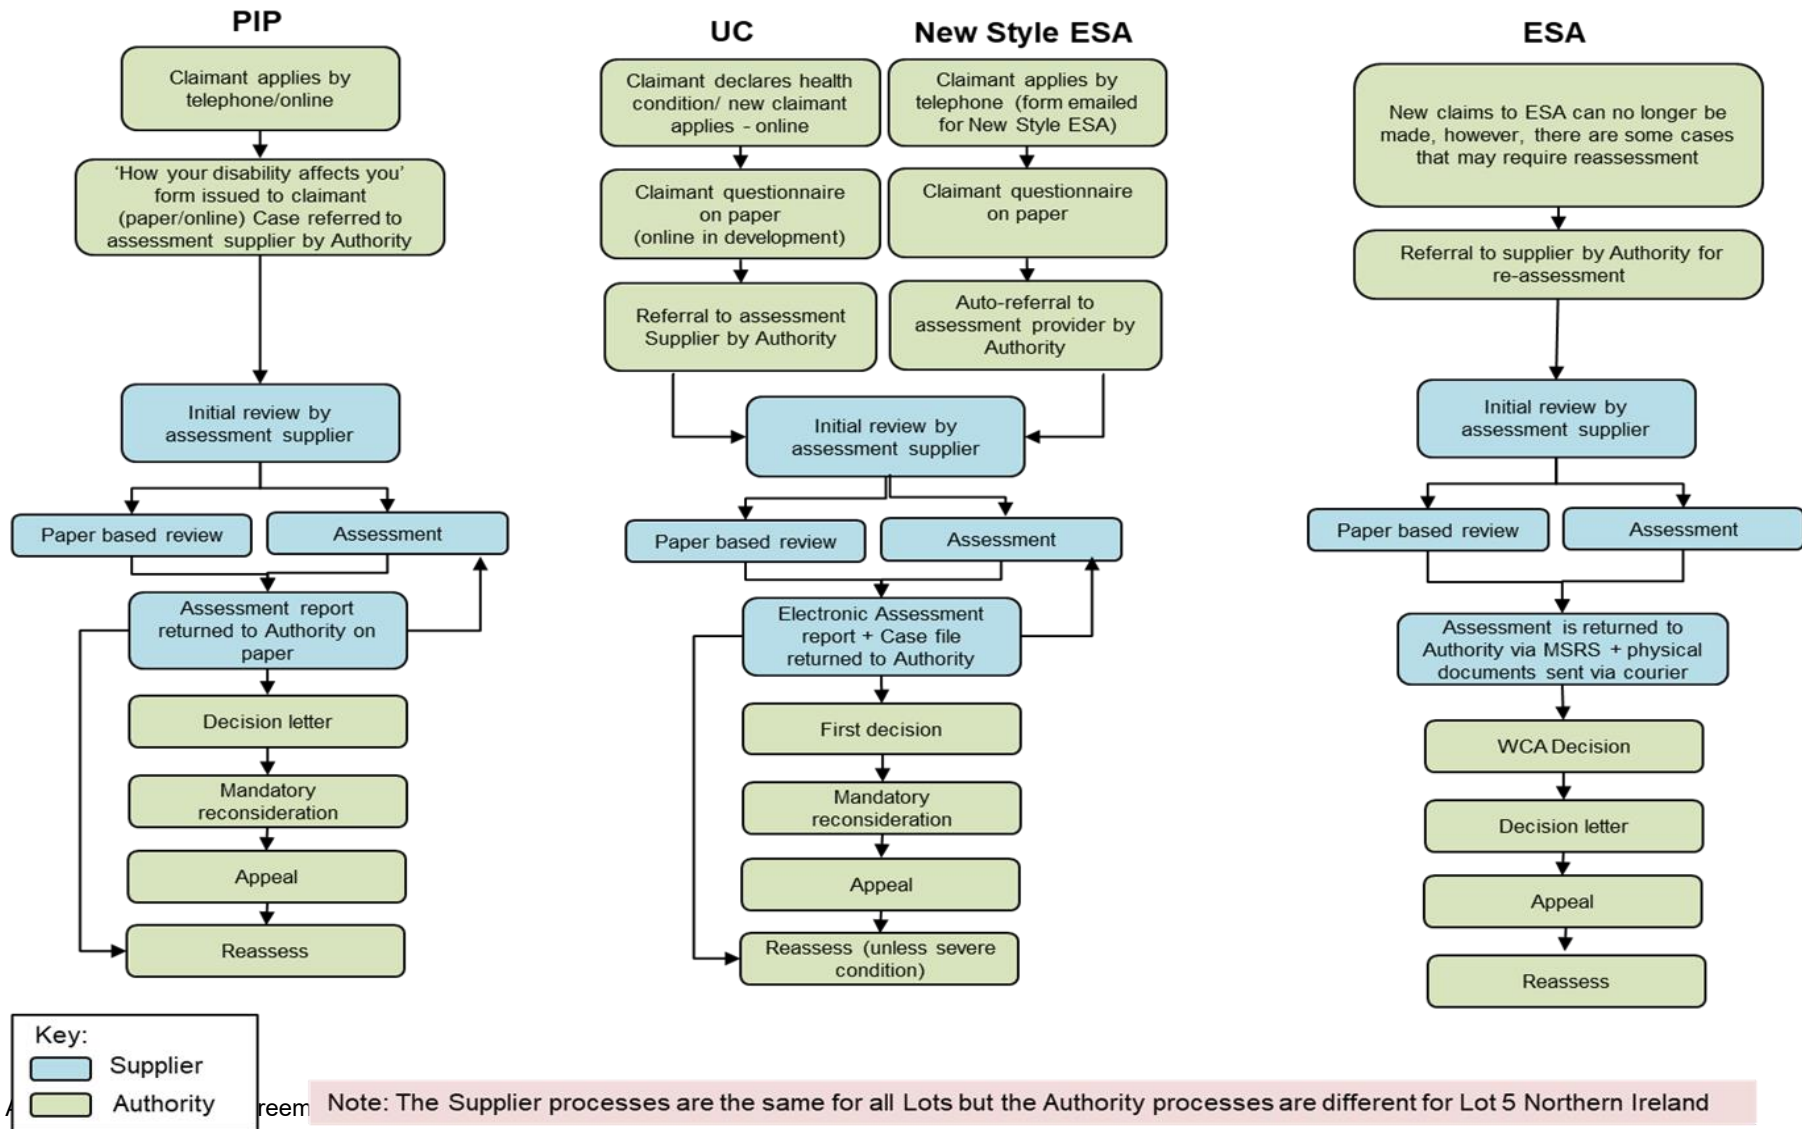 PIP
Claimant applies by
telephone/online
‘How your disability affects you’
form issued to claimant
(paper/online) Case referred to
assessment supplier by Authority
Initial review by
assessment supplier
Paper based review
Assessment
Assessment report
returned to Authority on
paper
Decision letter
Mandatory
reconsideration
Appeal
Reassess
UC
New Style ESA
Claimant declares health
condition/ new claimant
applies - online
Claimant questionnaire
on paper
(online in development)
Referral to assessment
Supplier by Authority
Claimant applies by
telephone (form emailed
for New Style ESA)
Claimant questionnaire
on paper
Auto-referral to
assessment provider by
Authority
Initial review by
assessment supplier
Paper based review
Assessment
Electronic Assessment
report + Case file
returned to Authority
First decision
Mandatory
reconsideration
Appeal
Reassess (unless severe
condition)
ESA
New claims to ESA can no longer be
made, however, there are some cases
that may require reassessment
Referral to supplier by Authority for
re-assessment
Initial review by
assessment supplier
Paper based review
Assessment
Assessment is returned to
Authority via MSRS + physical
documents sent via courier
WCA Decision
Decision letter
Appeal
Reassess
Key:
Supplier
Authority
reem
Note: The Supplier processes are the same for all Lots but the Authority processes are different for Lot 5 Northern Ireland